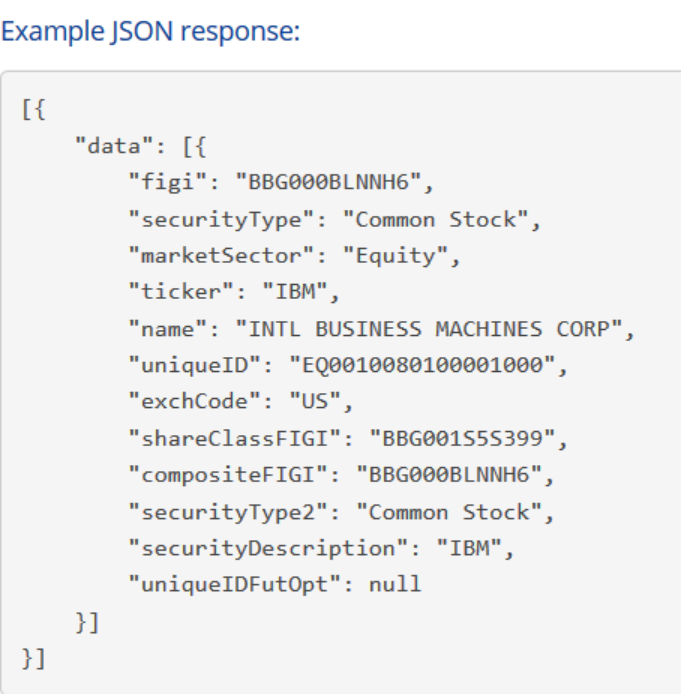 Example JSON response:
[{
    "data": [{
        "figi": "BBG000BLNNH6",
        "securityType": "Common Stock",
        "marketSector": "Equity",
        "ticker": "IBM",
        "name": "INTL BUSINESS MACHINES CORP",
        "uniqueID": "EQ0010080100001000",
        "exchCode": "US",
        "shareClassFIGI": "BBG001S5S399",
        "compositeFIGI": "BBG000BLNNH6",
        "securityType2": "Common Stock",
        "securityDescription": "IBM",
        "uniqueIDFutOpt": null
    }]
}]